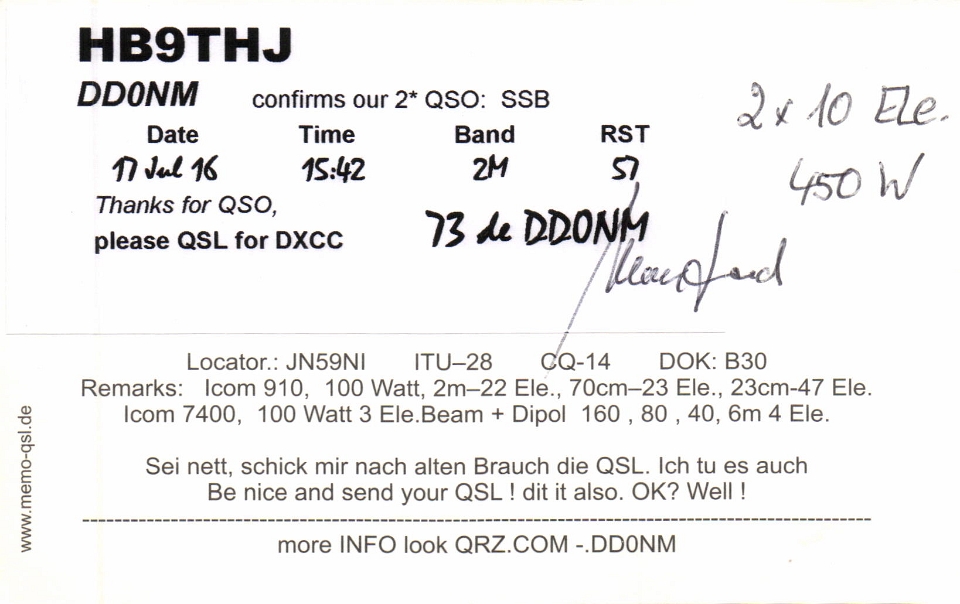 HB9THJ
DD0NM confirms our 2* QSO: SSB
Date Time Band RST
17 Jul 16 15:42 2M 57
Thanks for QSO,
please QSL for DXCC
73 de DD0NM
2 x 10 Ele.
450 W
Locator.: JN59NI ITU–28 CQ-14 DOK: B30
Remarks: Icom 910, 100 Watt, 2m–22 Ele., 70cm–23 Ele., 23cm-47 Ele.
Icom 7400, 100 Watt 3 Ele.Beam + Dipol 160 , 80 , 40, 6m 4 Ele.
Sei nett, schick mir nach alten Brauch die QSL. Ich tu es auch
Be nice and send your QSL ! dit it also. OK? Well !
more INFO look QRZ.COM -.DD0NM
www.memo-qsl.de